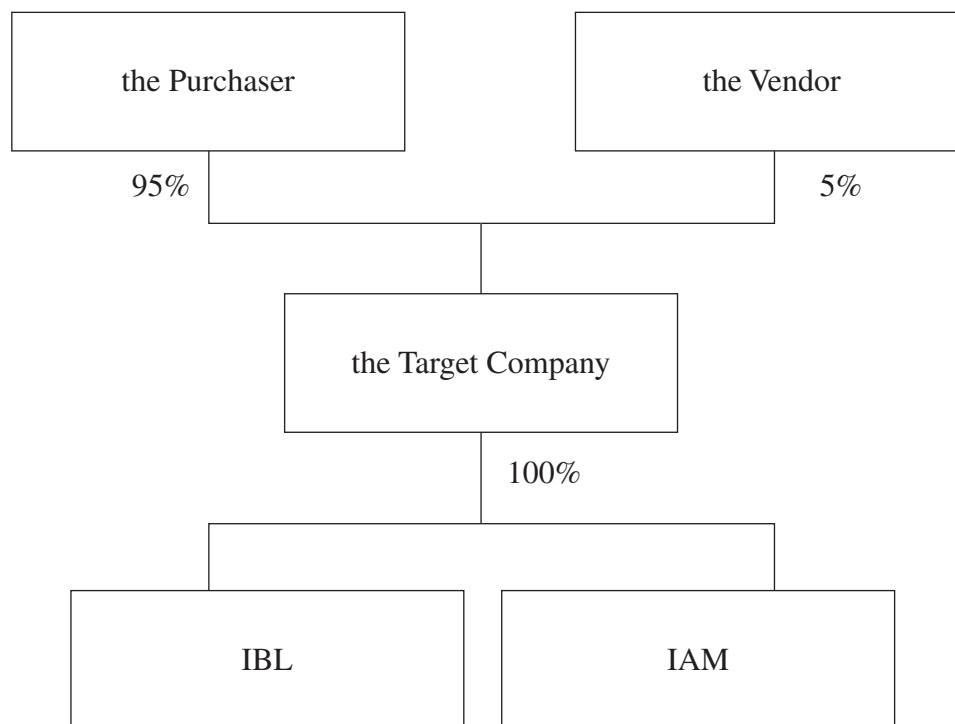 the Purchaser
the Vendor
95%
5%
the Target Company
100%
IBL
IAM